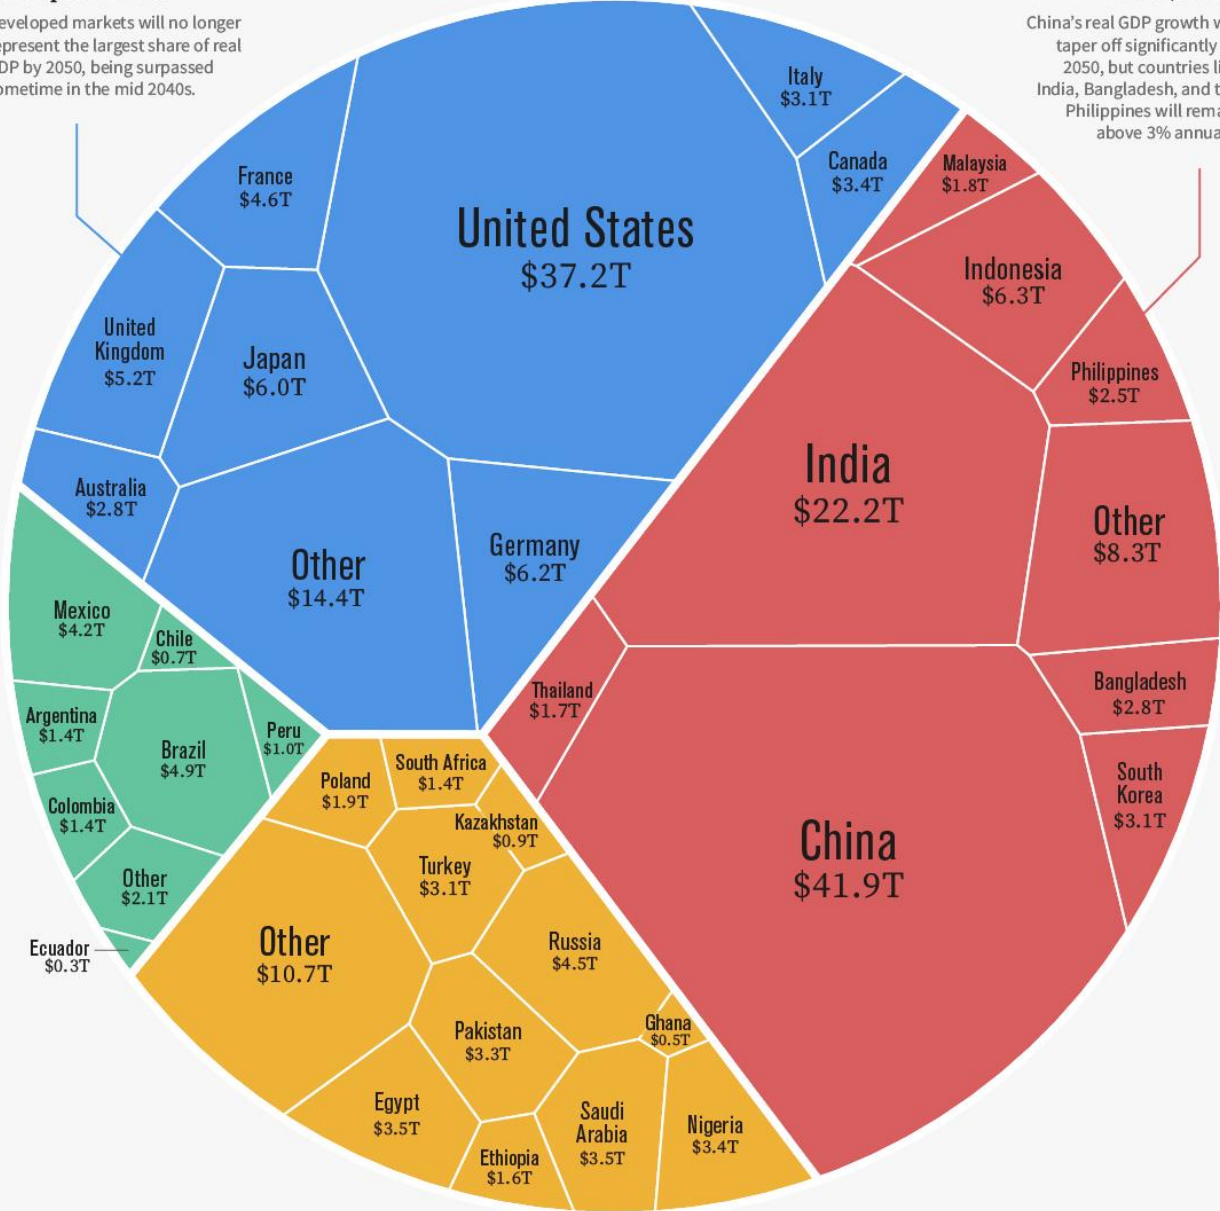 developed markets will no longer
represent the largest share of real
GDP by 2050, being surpassed
sometime in the mid 2040s.
China's real GDP growth w
taper off significantly
2050, but countries li
India, Bangladesh, and t
Philippines will rema
above 3% annua
Italy
$3.1T
Canada
$3.4T
France
$4.6T
United States
$37.2T
United
Kingdom
$5.2T
Japan
$6.0T
Australia
$2.8T
Other
$14.4T
Germany
$6.2T
Malaysia
$1.8T
Indonesia
$6.3T
Philippines
$2.5T
India
$22.2T
Other
$8.3T
Thailand
$1.7T
Bangladesh
$2.8T
South
Korea
$3.1T
China
$41.9T
Mexico
$4.2T
Chile
$0.7T
Argentina
$1.4T
Brazil
$4.9T
Peru
$1.0T
Colombia
$1.4T
Other
$2.1T
Ecuador
$0.3T
Poland
$1.9T
South Africa
$1.4T
Kazakhstan
$0.9T
Turkey
$3.1T
Other
$10.7T
Russia
$4.5T
Ghana
$0.5T
Pakistan
$3.3T
Egypt
$3.5T
Ethiopia
$1.6T
Saudi
Arabia
$3.5T
Nigeria
$3.4T